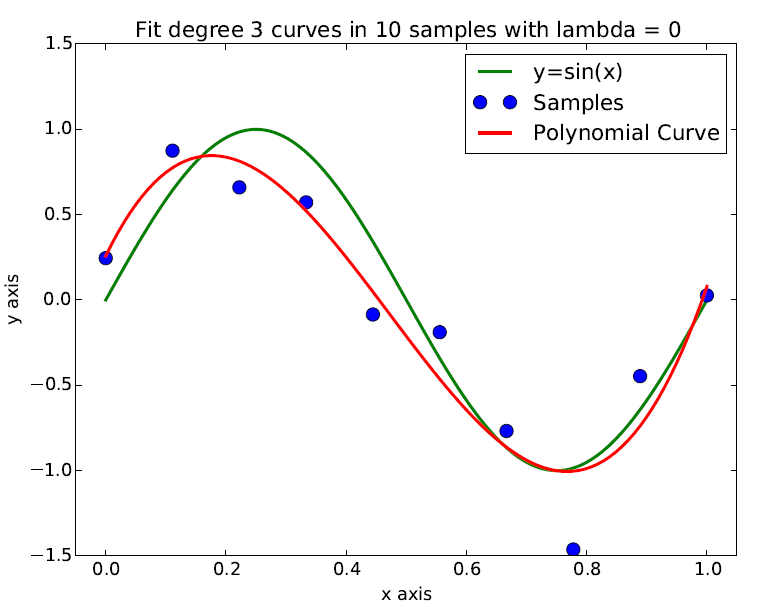 Fit degree 3 curves in 10 samples with lambda = 0
y=sin(x)
Samples
Polynomial Curve
1.5
1.0
0.5
0.0
−0.5
−1.0
−1.5
y axis
0.0 0.2 0.4 0.6 0.8 1.0
x axis